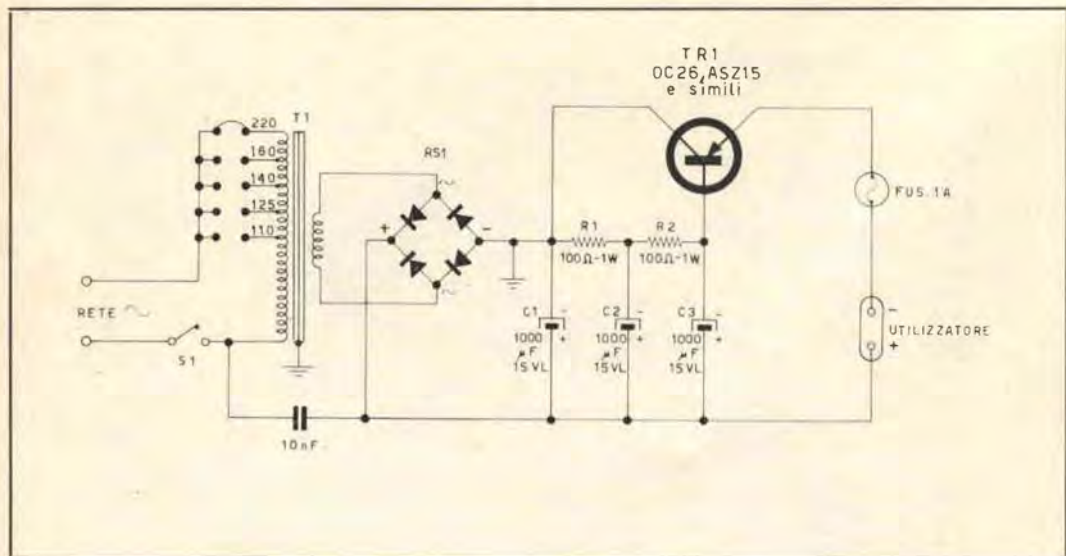 TR1
OC26,ASZ15
e simili
220
T1
160
140
125
110
RS1
+
-
FUS.1A
R1
R2
100Ω-1W
100Ω-1W
RETE
S1
C1
-
1000
+
µF
15VL
C2
-
1000
+
µF
15VL
C3
-
1000
+
µF
15VL
-
UTILIZZATORE
+
10nF